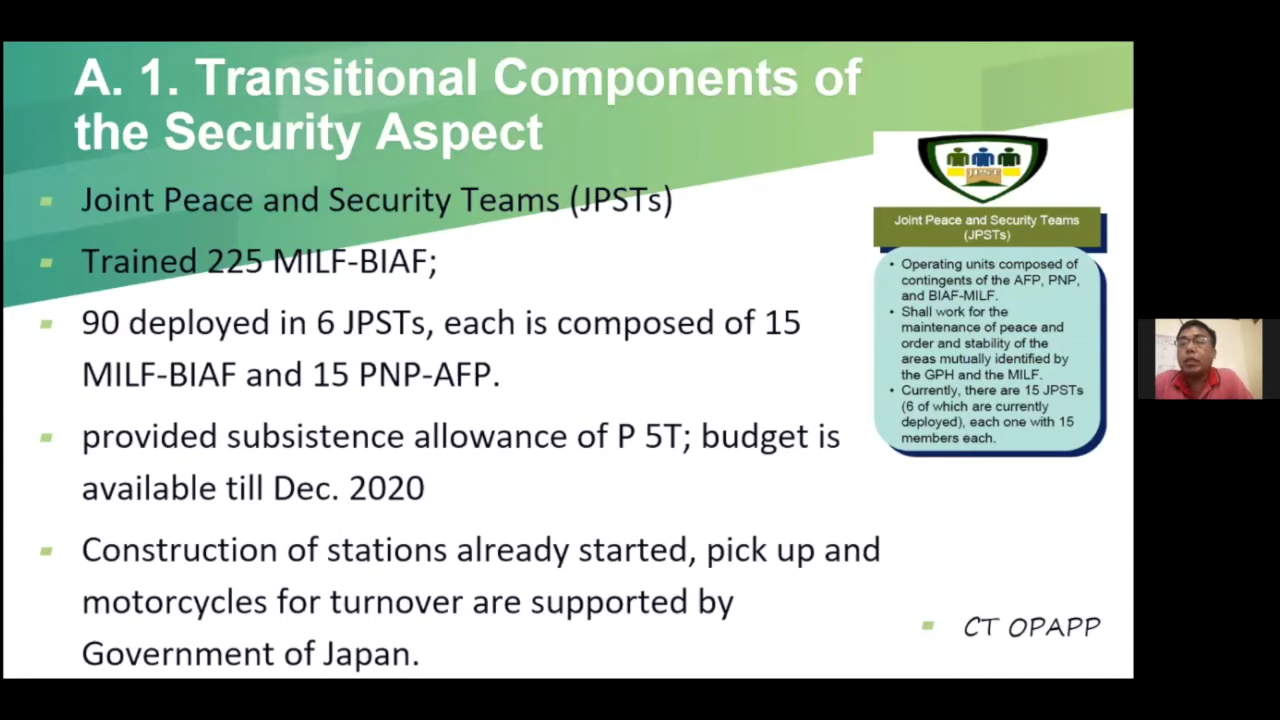 A. 1. Transitional Components of
the Security Aspect
Joint Peace and Security Teams (JPSTs)
Trained 225 MILF-BIAF;
90 deployed in 6 JPSTs, each is composed of 15
MILF-BIAF and 15 PNP-AFP.
provided subsistence allowance of P 5T; budget is
available till Dec. 2020
Construction of stations already started, pick up and
motorcycles for turnover are supported by
Government of Japan.
JPST
Joint Peace and Security Teams
(JPSTs)
Operating units composed of
contingents of the AFP, PNP,
and BIAF-MILF.
Shall work for the
maintenance of peace and
order and stability of the
areas mutually identified by
the GPH and the MILF.
Currently, there are 15 JPSTs
(6 of which are currently
deployed), each one with 15
members each.
CT OPAPP